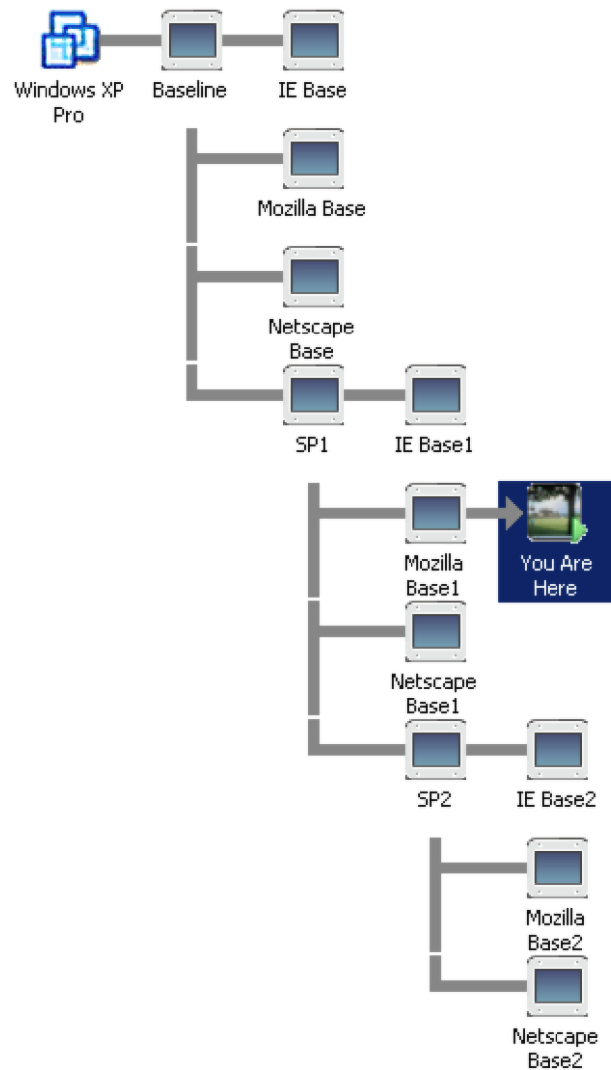 Windows XP
Pro
Baseline
IE Base
Mozilla Base
Netscape
Base
SP1
IE Base1
Mozilla
Base1
You Are
Here
Netscape
Base1
SP2
IE Base2
Mozilla
Base2
Netscape
Base2